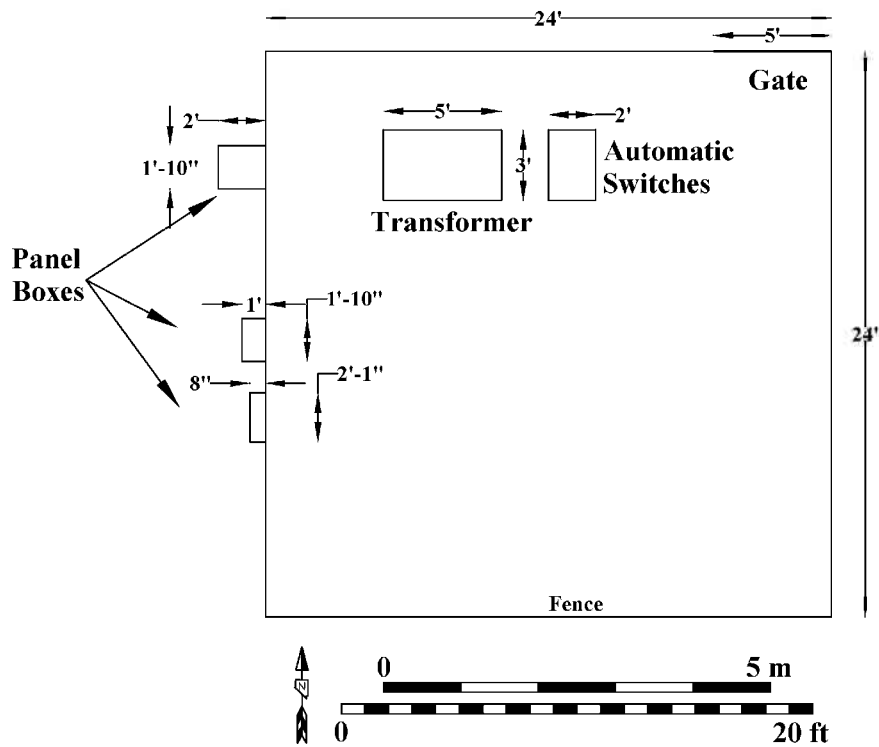 24'
5'
Gate
2'
5'
2'
1'-10"
3'
Automatic
Switches
Transformer
Panel
Boxes
1'
1'-10"
24'
8"
2'-1"
Fence
N
0
5 m
0
20 ft